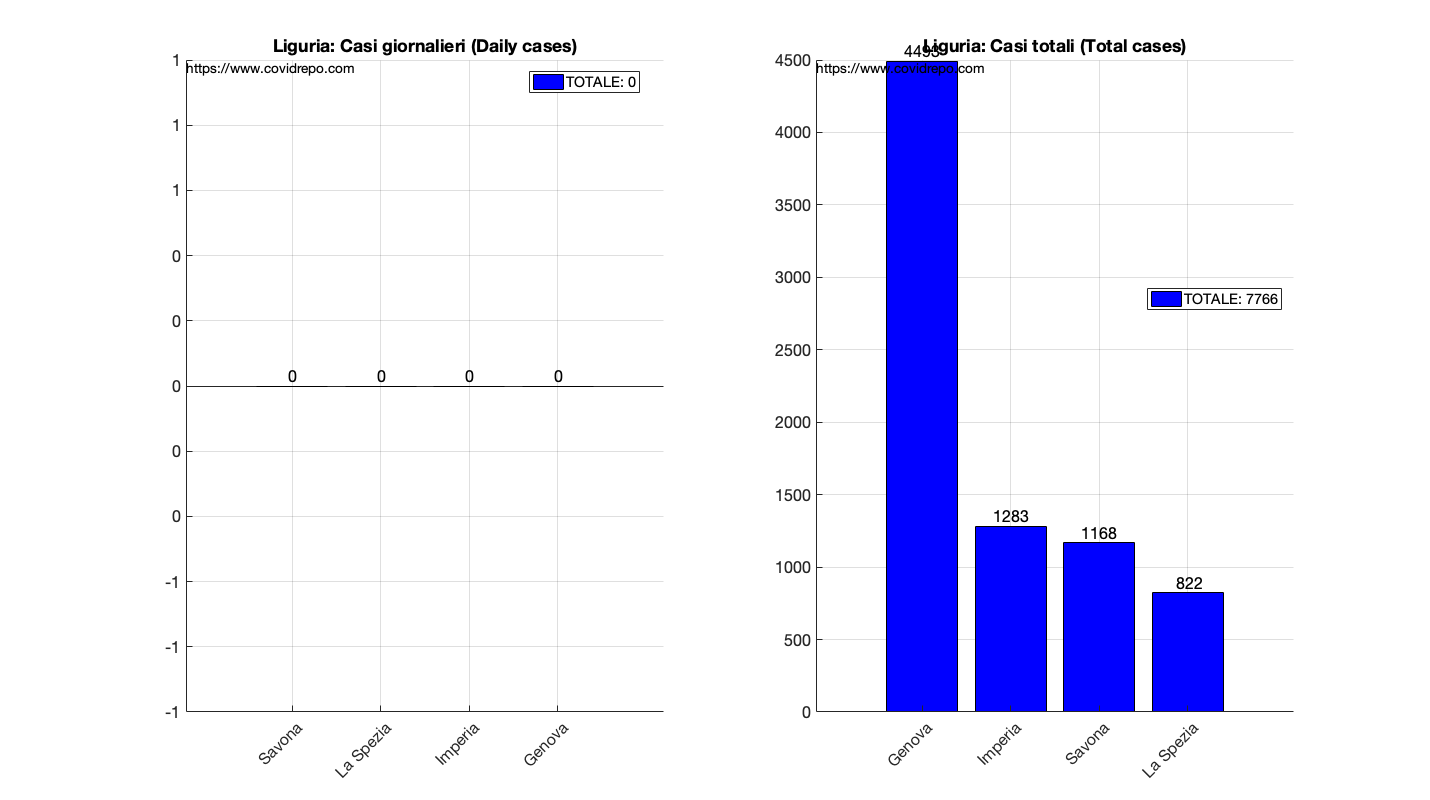 Liguria: Casi giornalieri (Daily cases)
https://www.covidrepo.com
TOTALE: 0
1
1
1
0
0
0
0
0
-1
-1
-1
0
0
0
0
Savona
La Spezia
Imperia
Genova
Liguria: Casi totali (Total cases)
https://www.covidrepo.com
4493
TOTALE: 7766
4500
4000
3500
3000
2500
2000
1500
1000
500
0
1283
1168
822
Genova
Imperia
Savona
La Spezia